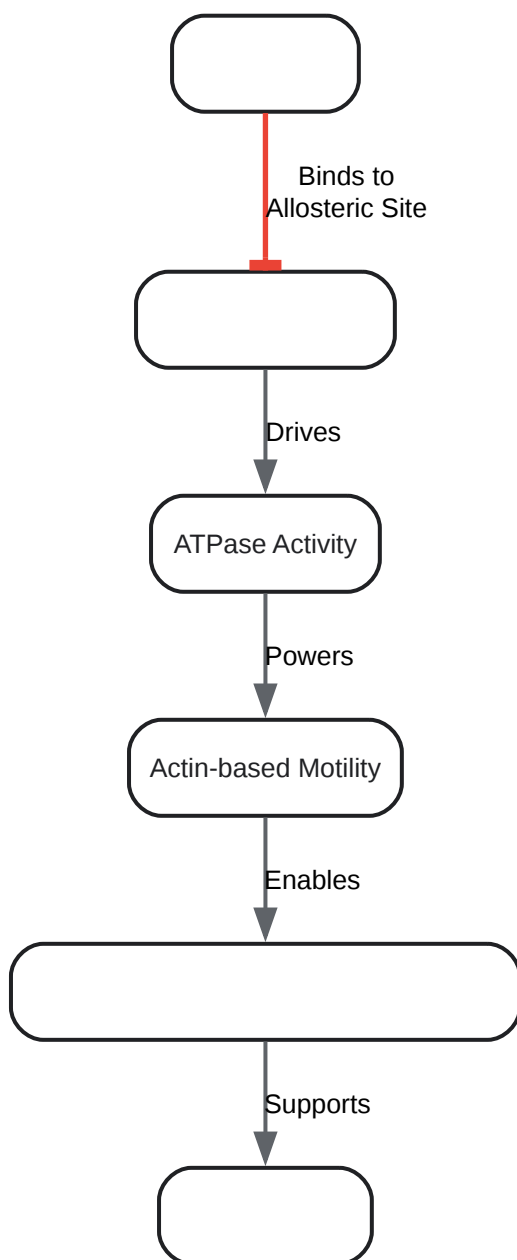 Binds to
Allosteric Site
Drives
ATPase Activity
Powers
Actin-based Motility
Enables
Supports